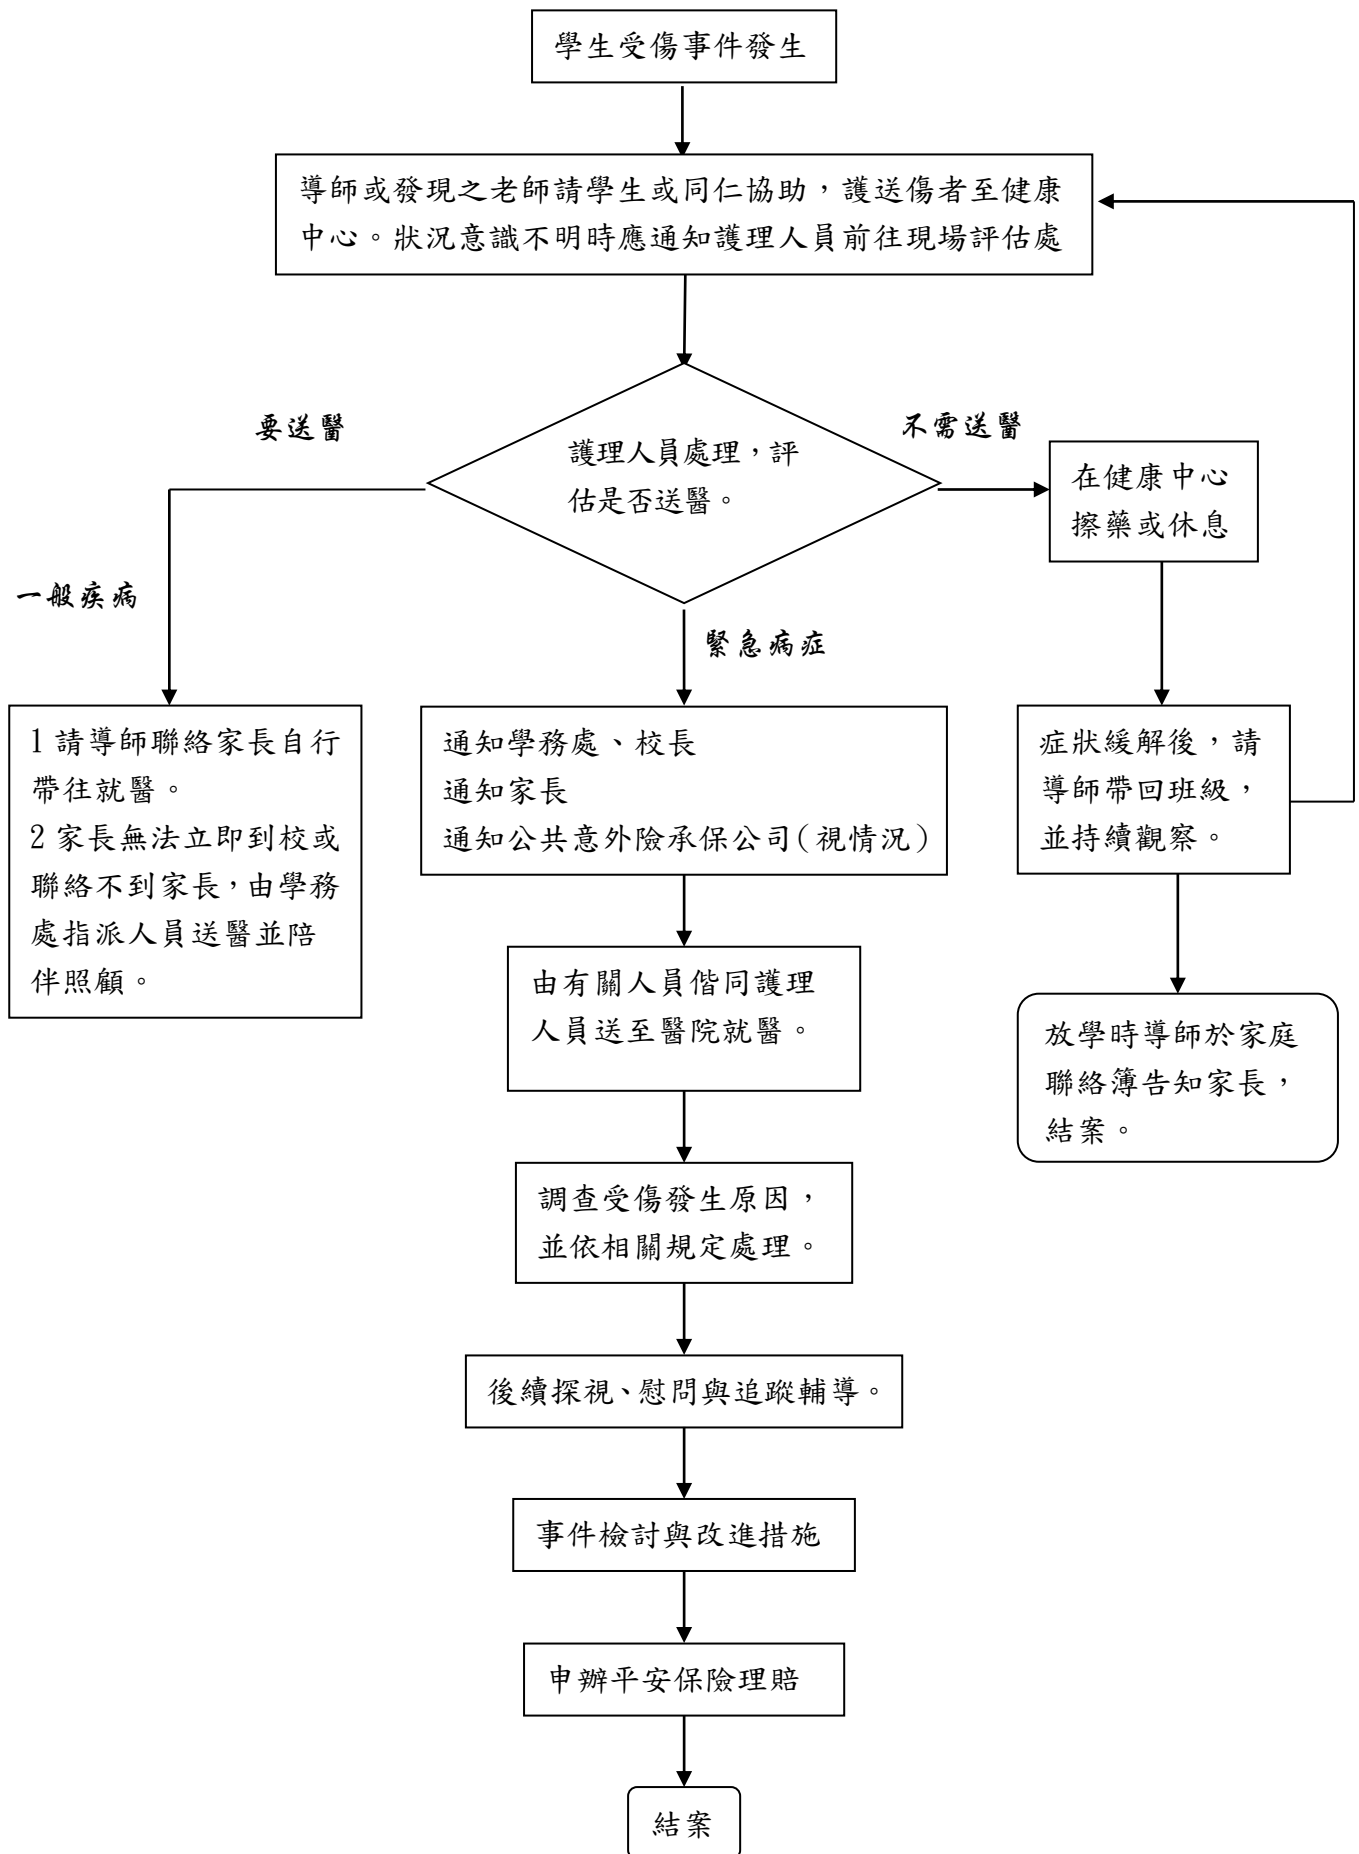 學生受傷事件發生
導師或發現之老師請學生或同仁協助，護送傷者至健康
中心。狀況意識不明時應通知護理人員前往現場評估處
要送醫
不需送醫
護理人員處理，評
估是否送醫。
在健康中心
擦藥或休息
一般疾病
緊急病症
1 請導師聯絡家長自行
帶往就醫。
2 家長無法立即到校或
聯絡不到家長，由學務
處指派人員送醫並陪
伴照顧。
通知學務處、校長
通知家長
通知公共意外險承保公司(視情況)
症狀緩解後，請
導師帶回班級，
並持續觀察。
由有關人員偕同護理
人員送至醫院就醫。
放學時導師於家庭
聯絡簿告知家長，
結案。
調查受傷發生原因，
並依相關規定處理。
後續探視、慰問與追蹤輔導。
事件檢討與改進措施
申辦平安保險理賠
結案